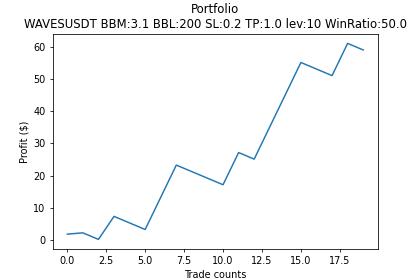 Portfolio
WAVESUSDT BBM:3.1 BBL:200 SL:0.2 TP:1.0 lev:10 WinRatio:50.0
60
50
40
30
20
10
0
Profit ($)
0.0 2.5 5.0 7.5 10.0 12.5 15.0 17.5
Trade counts